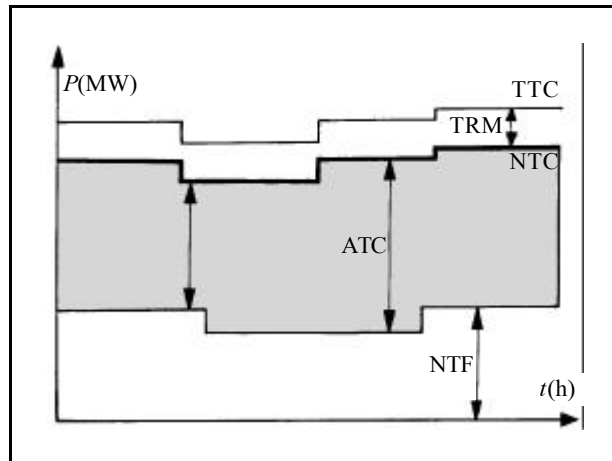 P(MW)
TTC
TRM
NTC
ATC
NTF
t(h)